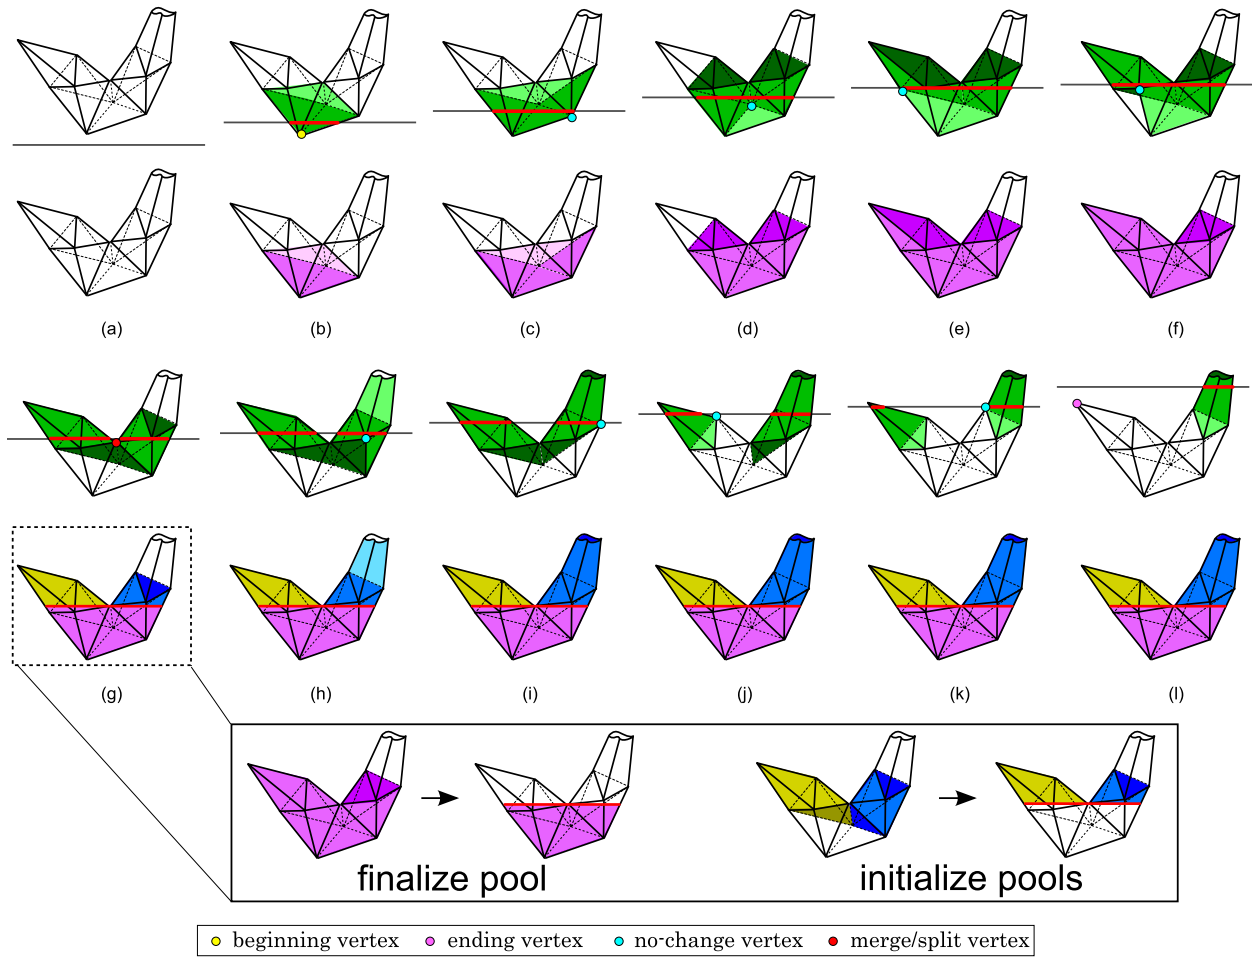 (a) (b) (c) (d) (e) (f)
(g) (h) (i) (j) (k) (l)
finalize pool initialize pools
beginning vertex ending vertex no-change vertex merge/split vertex